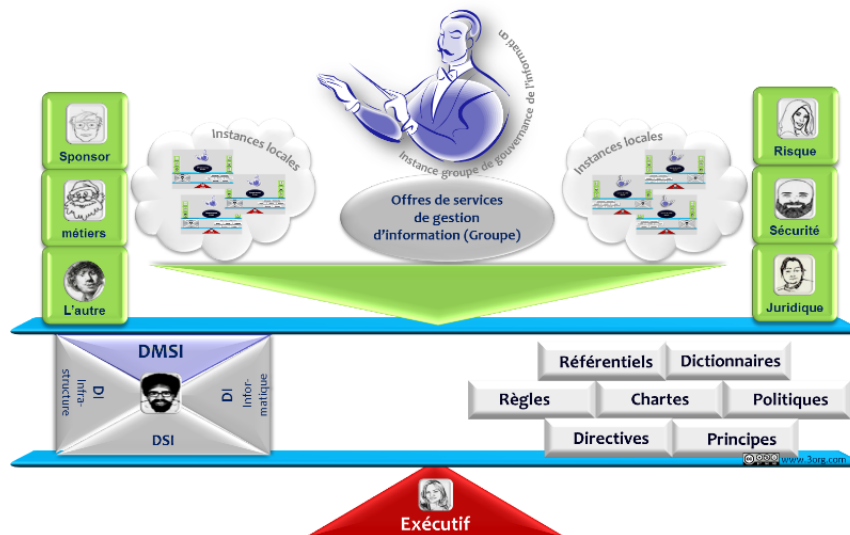 Instance groupe de gouvernance de l'information
Sponsor
métiers
L'autre
Instances locales
Offres de services
de gestion
d'information (Groupe)
Instances locales
Risque
Sécurité
Juridique
DMSI
DI
Infra-
structure
DI
Infor-
matique
DSI
Référentiels
Dictionnaires
Règles
Chartes
Politiques
Directives
Principes
www.3org.com
Exécutif